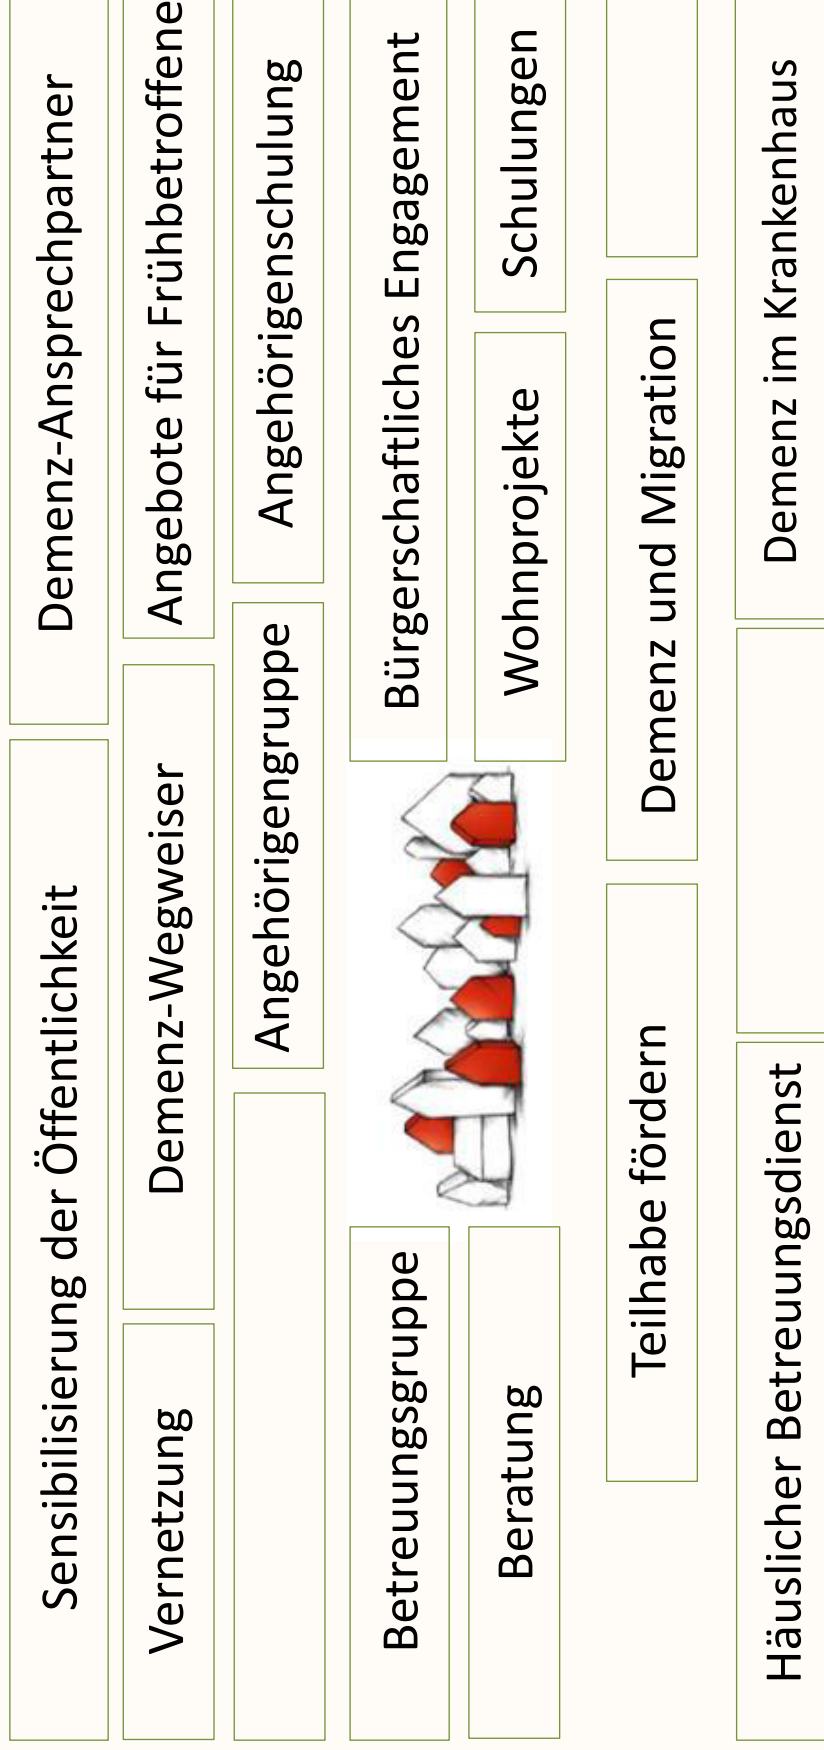 Sensibilisierung der Öffentlichkeit
Demenz-Ansprechpartner
Vernetzung
Demenz-Wegweiser
Angebote für Frühbetroffene
Angehörigengruppe
Angehörigenschulung
Betreuungsgruppe
Bürgerschaftliches Engagement
Beratung
Wohnprojekte
Schulungen
Teilhabe fördern
Demenz und Migration
Häuslicher Betreuungsdienst
Demenz im Krankenhaus